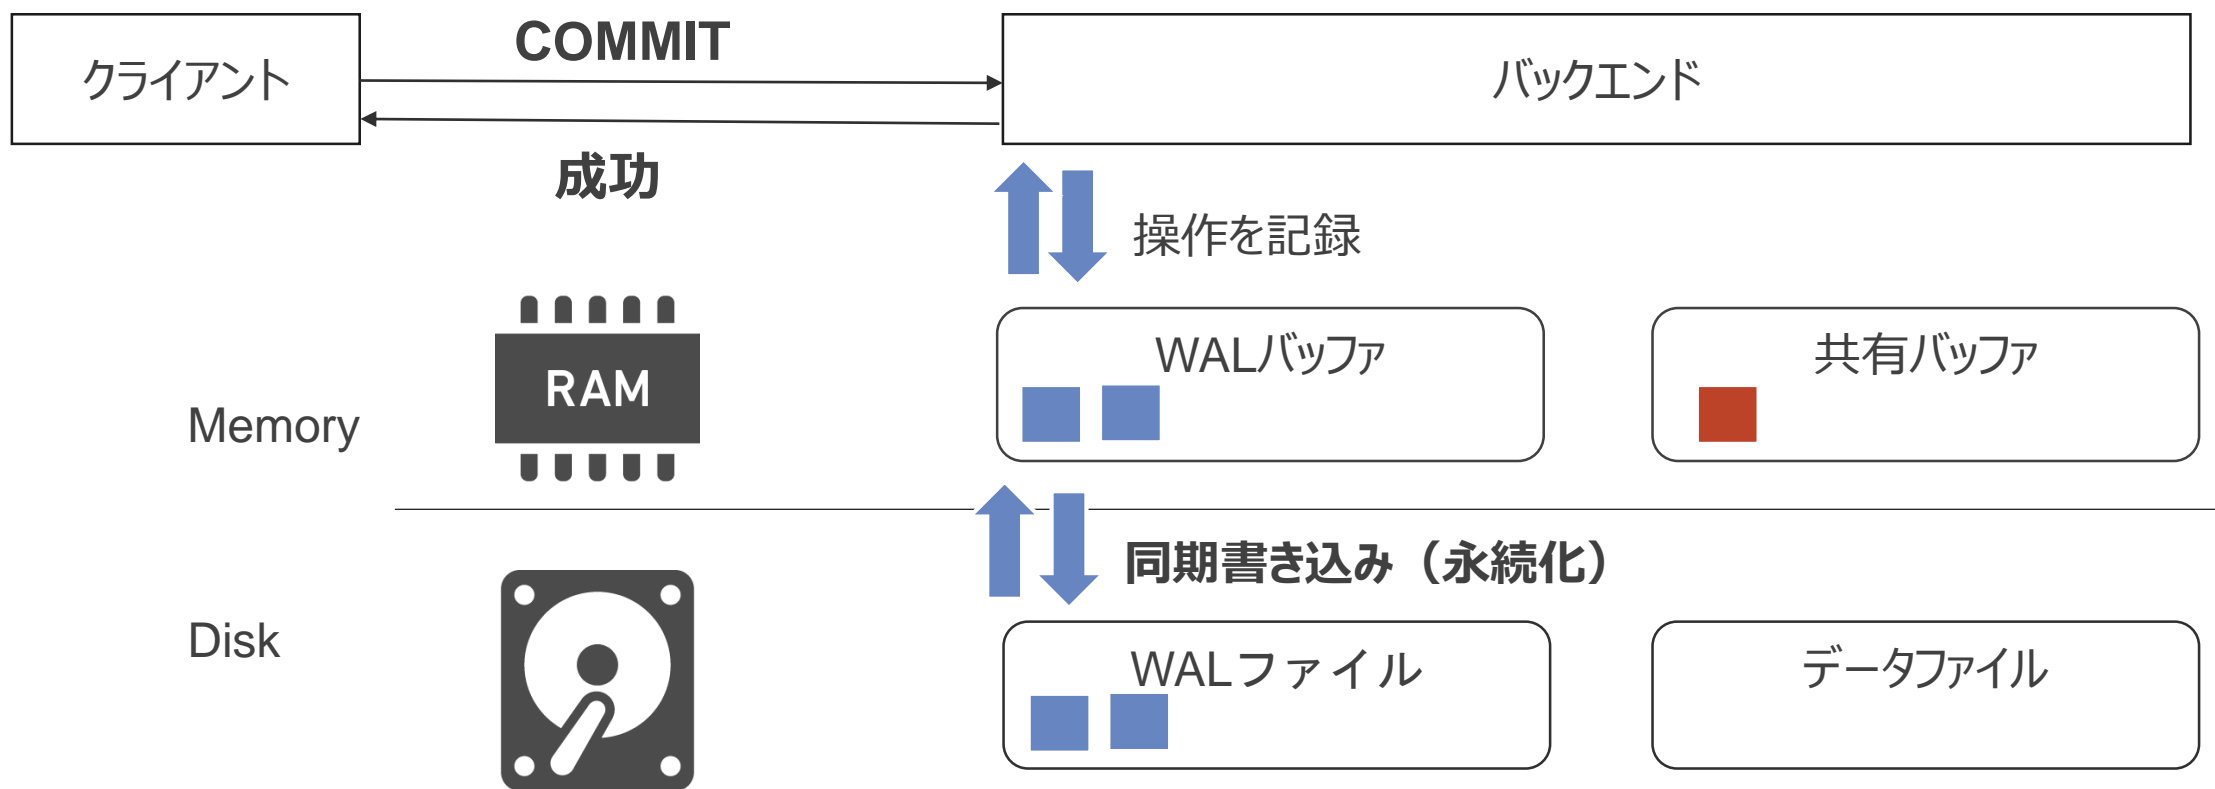 クライアント
COMMIT
バックエンド
成功
操作を記録
WALバッファ
共有バッファ
RAM
Memory
同期書き込み（永続化）
Disk
WALファイル
データファイル